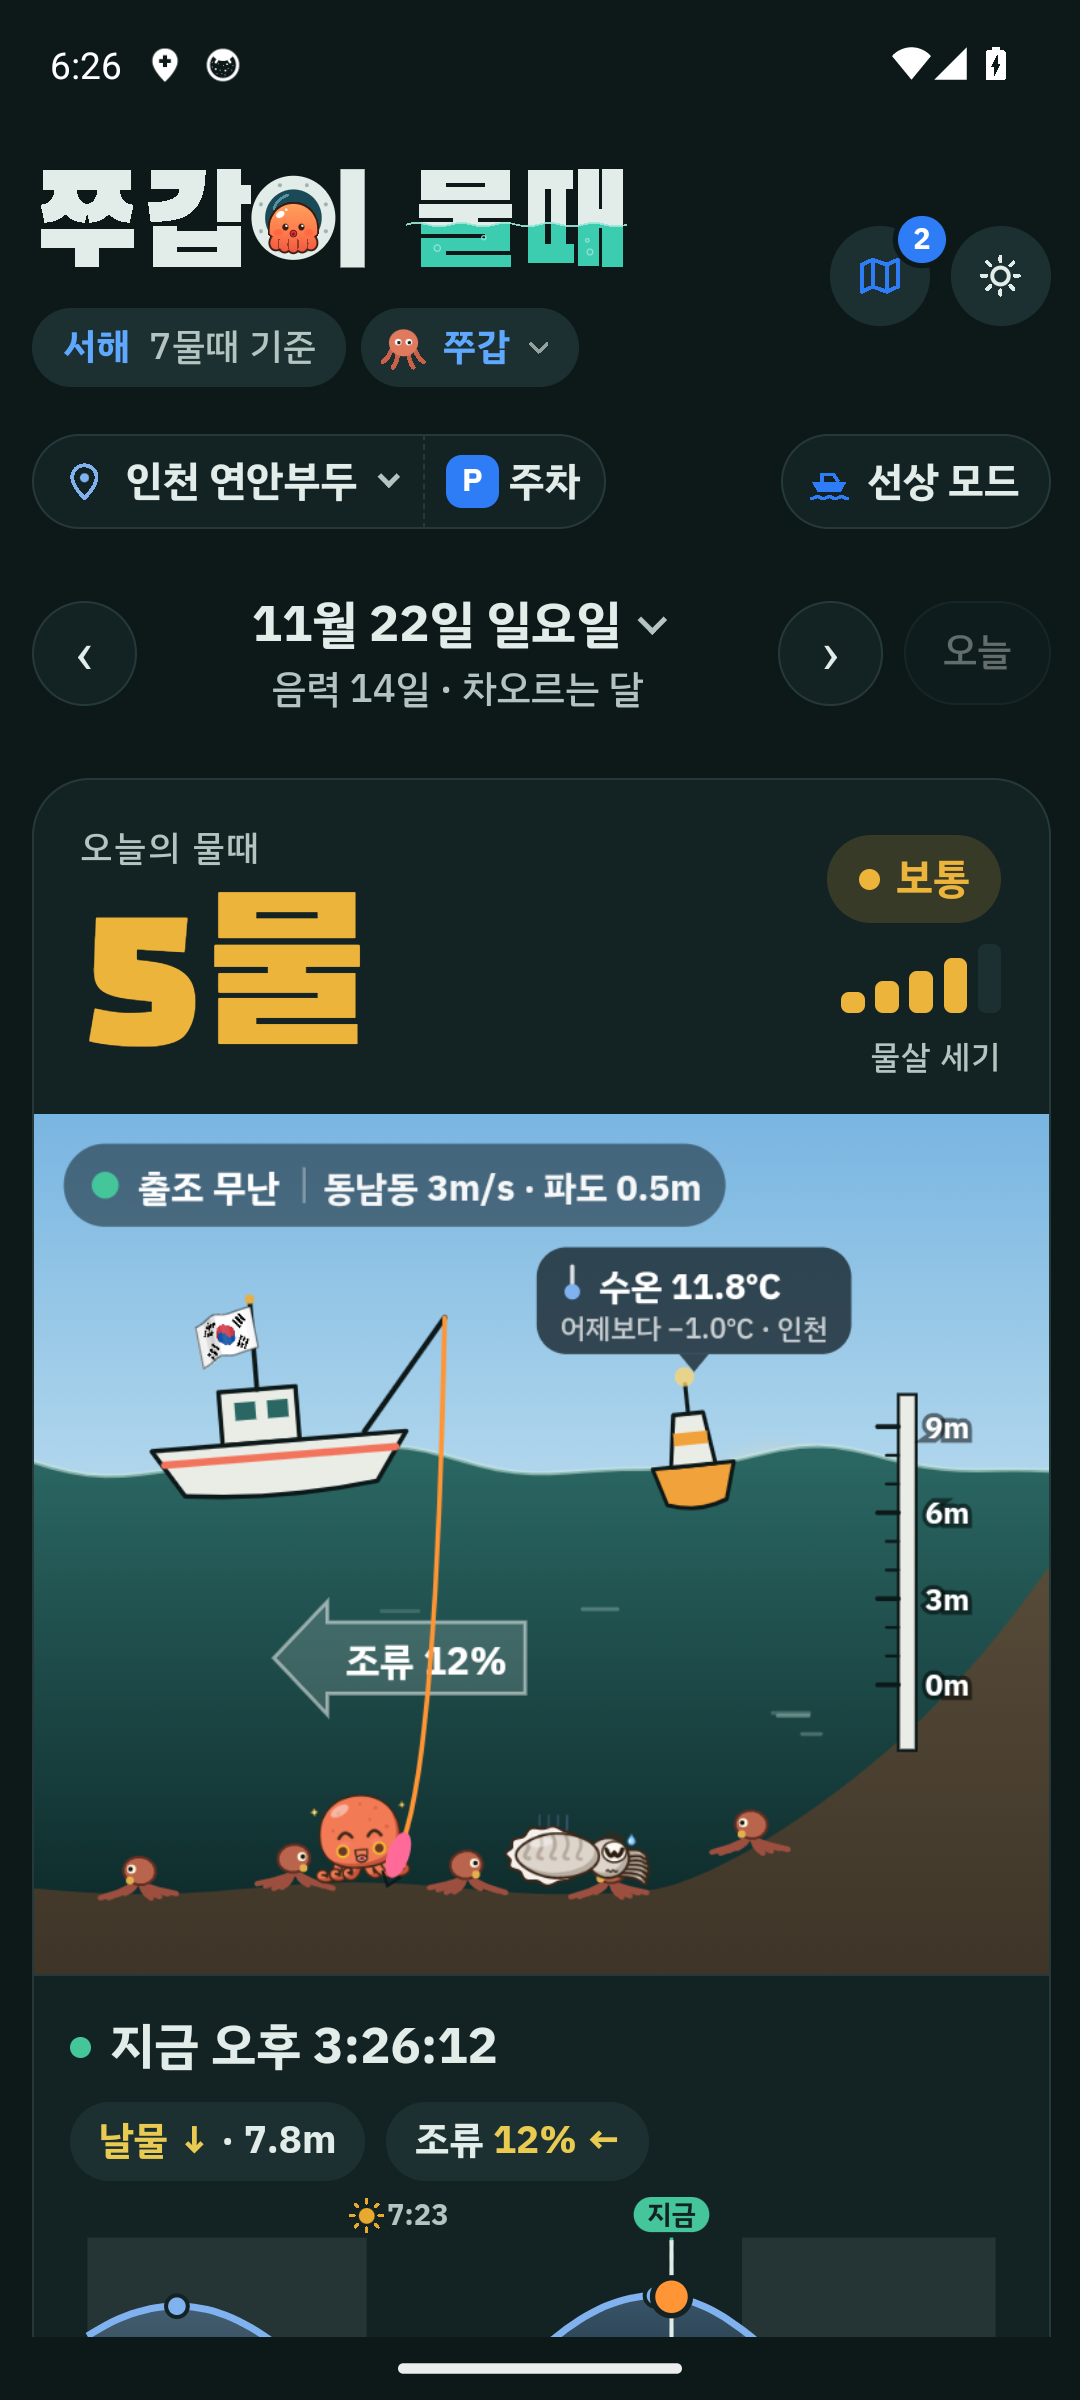 6:26
쭈갑이 물때
2
서해 7물때 기준
쭈갑
인천 연안부두
P 주차
선상 모드
‹
11월 22일 일요일
음력 14일 · 차오르는 달
›
오늘
오늘의 물때
5물
보통
물살 세기
출조 무난 | 동남동 3m/s · 파도 0.5m
수온 11.8°C
어제보다 -1.0°C · 인천
9m
6m
3m
0m
조류 12%
지금 오후 3:26:12
날물 ↓ · 7.8m
조류 12% ←
7:23
지금